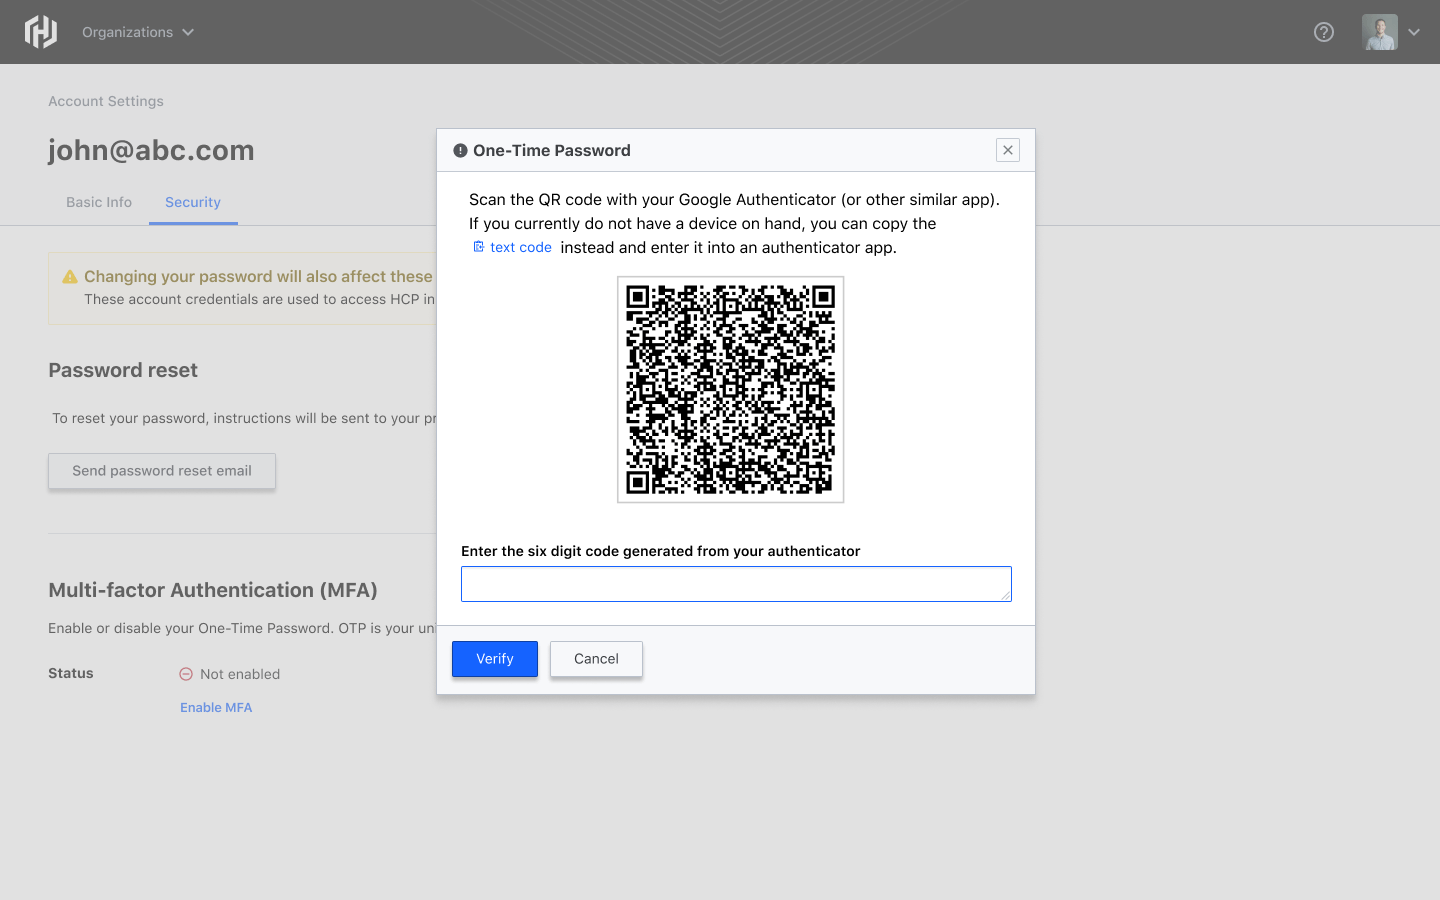 Organizations
Account Settings
john@abc.com
Basic Info
Security
Changing your password will also affect these
These account credentials are used to access HCP in
Password reset
To reset your password, instructions will be sent to your pr
Send password reset email
Multi-factor Authentication (MFA)
Enable or disable your One-Time Password. OTP is your uni
Status
Not enabled
Enable MFA
One-Time Password
Scan the QR code with your Google Authenticator (or other similar app).
If you currently do not have a device on hand, you can copy the
text code instead and enter it into an authenticator app.
Enter the six digit code generated from your authenticator
Verify
Cancel